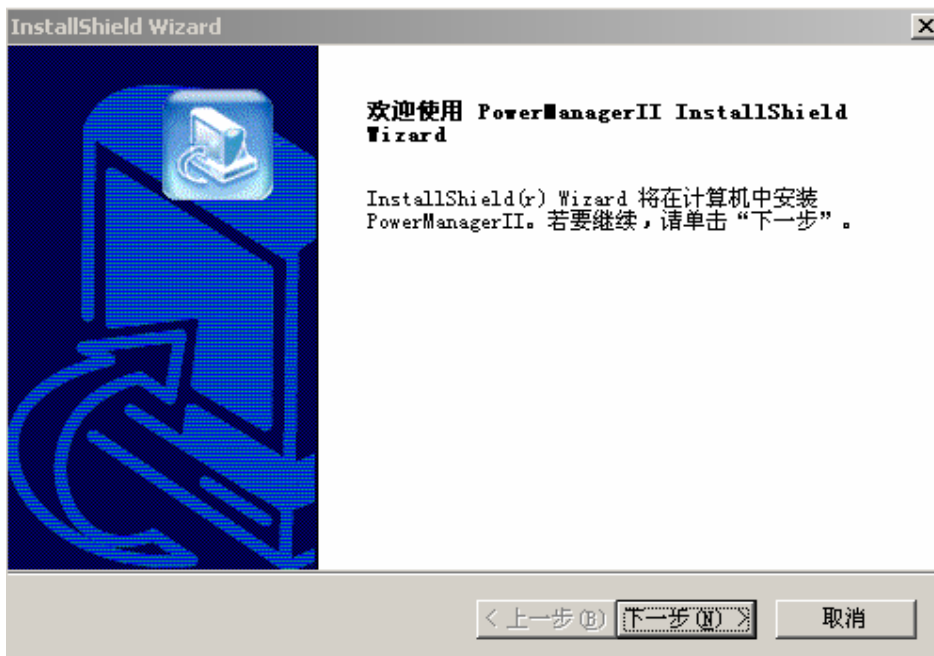 InstallShield Wizard
欢迎使用 PowerManagerII InstallShield
Wizard
InstallShield(r) Wizard 将在计算机中安装
PowerManagerII。若要继续，请单击“下一步”。
< 上一步(B)
下一步(N) >
取消